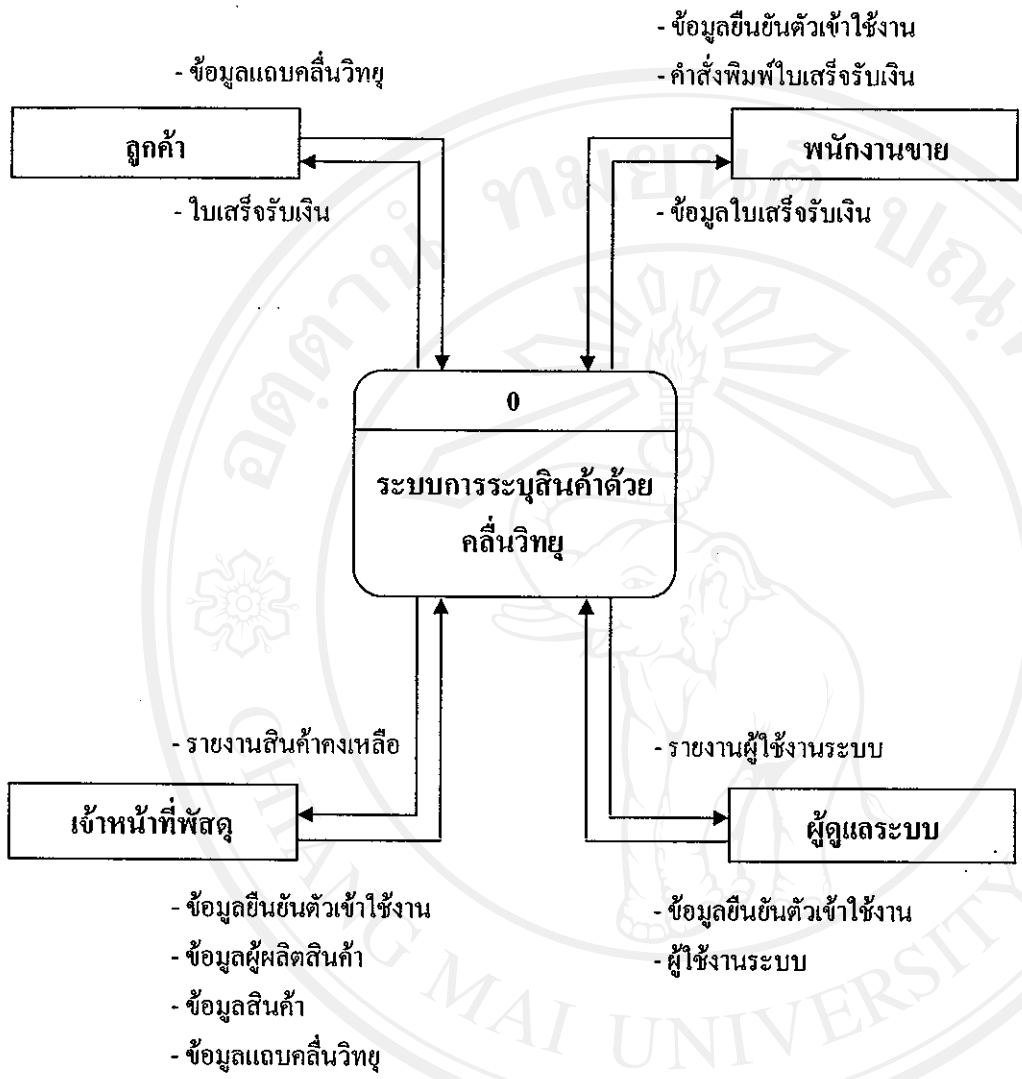 - ข้อมูลยืนยันตัวเข้าใช้งาน
- ข้อมูลแถบคลื่นวิทยุ
- คำสั่งพิมพ์ใบเสร็จรับเงิน
ลูกค้า
พนักงานขาย
- ใบเสร็จรับเงิน
- ข้อมูลใบเสร็จรับเงิน
0
ระบบการระบุสินค้าด้วย
คลื่นวิทยุ
- รายงานสินค้าคงเหลือ
- รายงานผู้ใช้งานระบบ
เจ้าหน้าที่พัสดุ
ผู้ดูแลระบบ
- ข้อมูลยืนยันตัวเข้าใช้งาน
- ข้อมูลผู้ผลิตสินค้า
- ข้อมูลสินค้า
- ข้อมูลแถบคลื่นวิทยุ
- ข้อมูลยืนยันตัวเข้าใช้งาน
- ผู้ใช้งานระบบ
CHIANG MAI UNIVERSITY